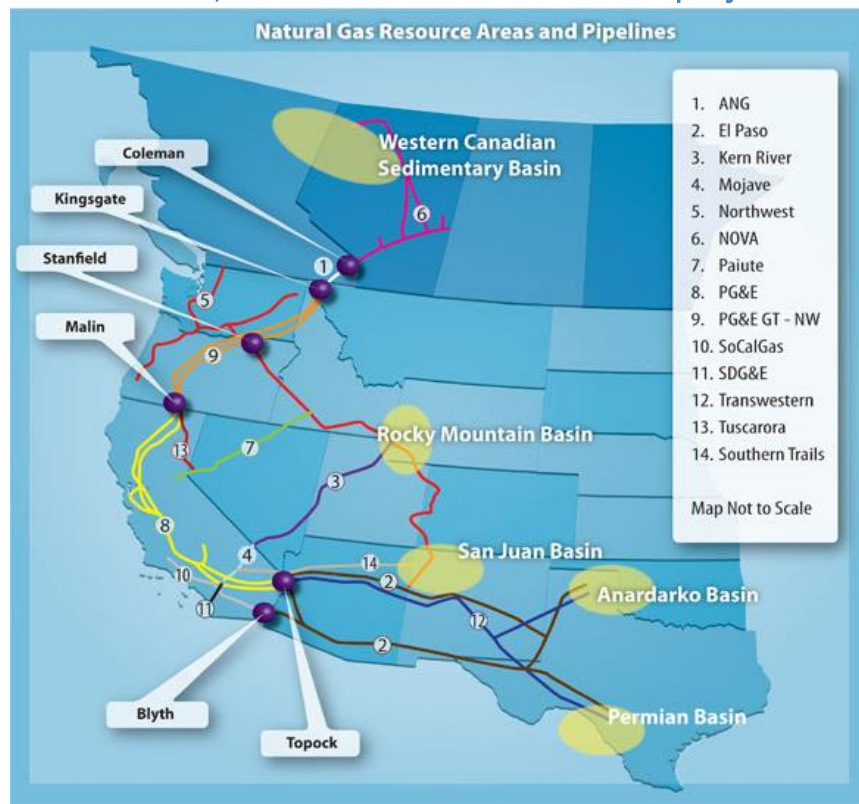 Natural Gas Resource Areas and Pipelines
Coleman
Kingsgate
Stanfield
Malin
Western Canadian
Sedimentary Basin
6
1
5
9
Rocky Mountain Basin
13
7
3
8
San Juan Basin
4
14
10
2
11
12
Anardarko Basin
2
Permian Basin
Blyth
Topock
1. ANG
2. El Paso
3. Kern River
4. Mojave
5. Northwest
6. NOVA
7. Paiute
8. PG&E
9. PG&E GT - NW
10. SoCalGas
11. SDG&E
12. Transwestern
13. Tuscarora
14. Southern Trails
Map Not to Scale